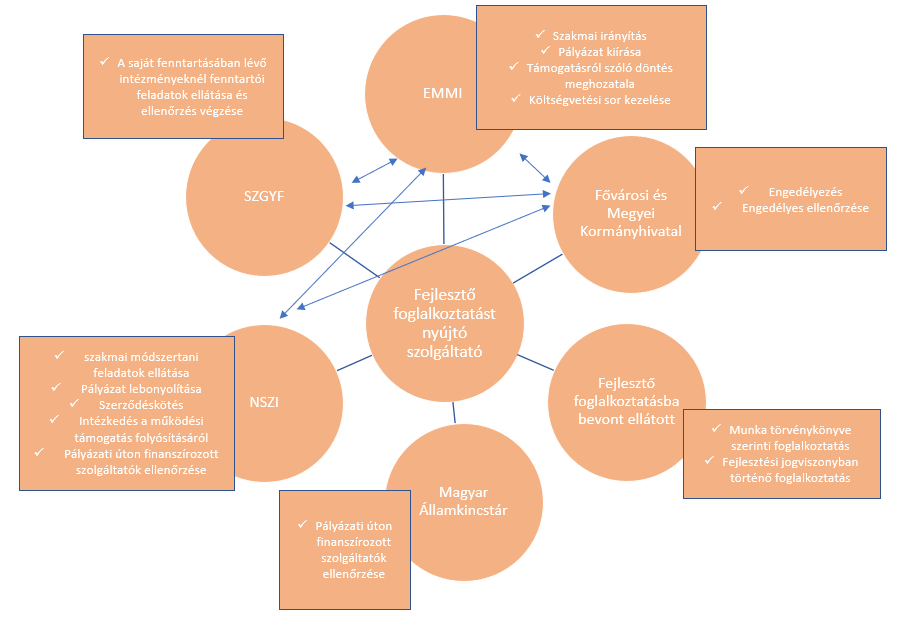 ✓ A saját fenntartásában lévő
intézményeknél fenntartói
feladatok ellátása és
ellenőrzés végzése
SZGYF
EMMI
✓ Szakmai irányítás
✓ Pályázat kiírása
✓ Támogatásról szóló döntés
meghozatala
✓ Költségvetési sor kezelése
Fővárosi és
Megyei
Kormányhivatal
✓ Engedélyezés
✓ Engedélyes ellenőrzése
Fejlesztő
foglalkoztatást
nyújtó
szolgáltató
✓ szakmai módszertani
feladatok ellátása
✓ Pályázat lebonyolítása
✓ Szerződéskötés
✓ Intézkedés a működési
támogatás folyósításáról
✓ Pályázati úton finanszírozott
szolgáltatók ellenőrzése
NSZI
Fejlesztő
foglalkoztatásba
bevont ellátott
✓ Munka törvénykönyve
szerinti foglalkoztatás
✓ Fejlesztési jogviszonyban
történő foglalkoztatás
Magyar
Államkincstár
✓ Pályázati úton
finanszírozott
szolgáltatók
ellenőrzése